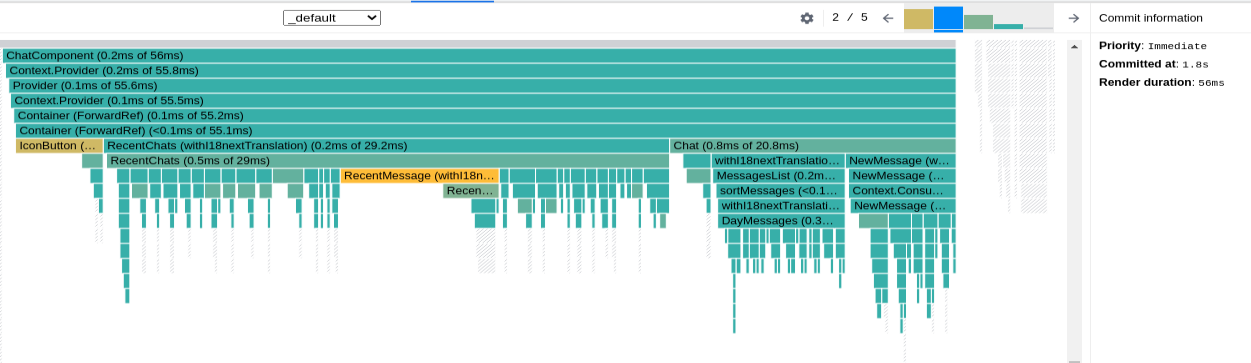 _default
2 / 5
Commit information
Priority: Immediate
Committed at: 1.8s
Render duration: 56ms
ChatComponent (0.2ms of 56ms)
Context.Provider (0.2ms of 55.8ms)
Provider (0.1ms of 55.6ms)
Context.Provider (0.1ms of 55.5ms)
Container (ForwardRef) (0.1ms of 55.2ms)
Container (ForwardRef) (<0.1ms of 55.1ms)
IconButton (... RecentChats (withI18nextTranslation) (0.2ms of 29.2ms) Chat (0.8ms of 20.8ms)
RecentChats (0.5ms of 29ms) withI18nextTranslatio... NewMessage (w...
RecentMessage (withI18n... MessagesList (0.2m... NewMessage (...
Recen... sortMessages (<0.1... Context.Consu...
withI18nextTranslati... NewMessage (...
DayMessages (0.3...